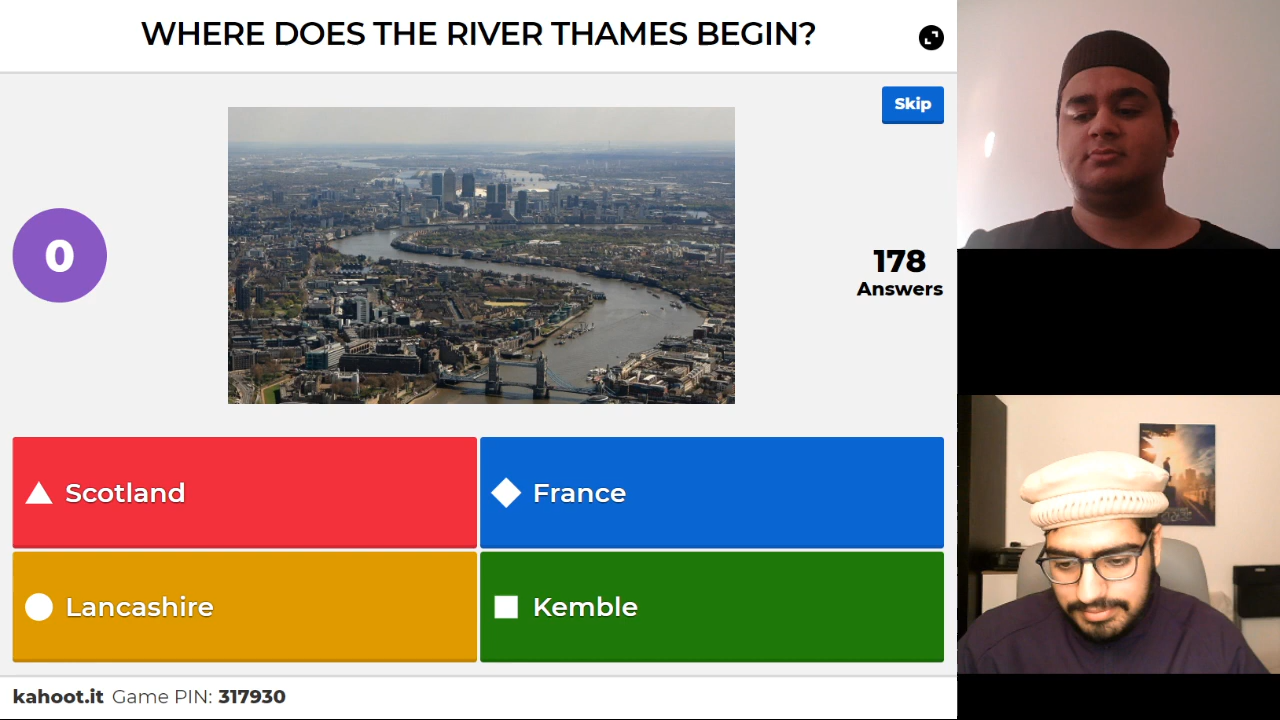 WHERE DOES THE RIVER THAMES BEGIN?
Skip
0
178
Answers
Scotland
France
Lancashire
Kemble
kahoot.it Game PIN: 317930